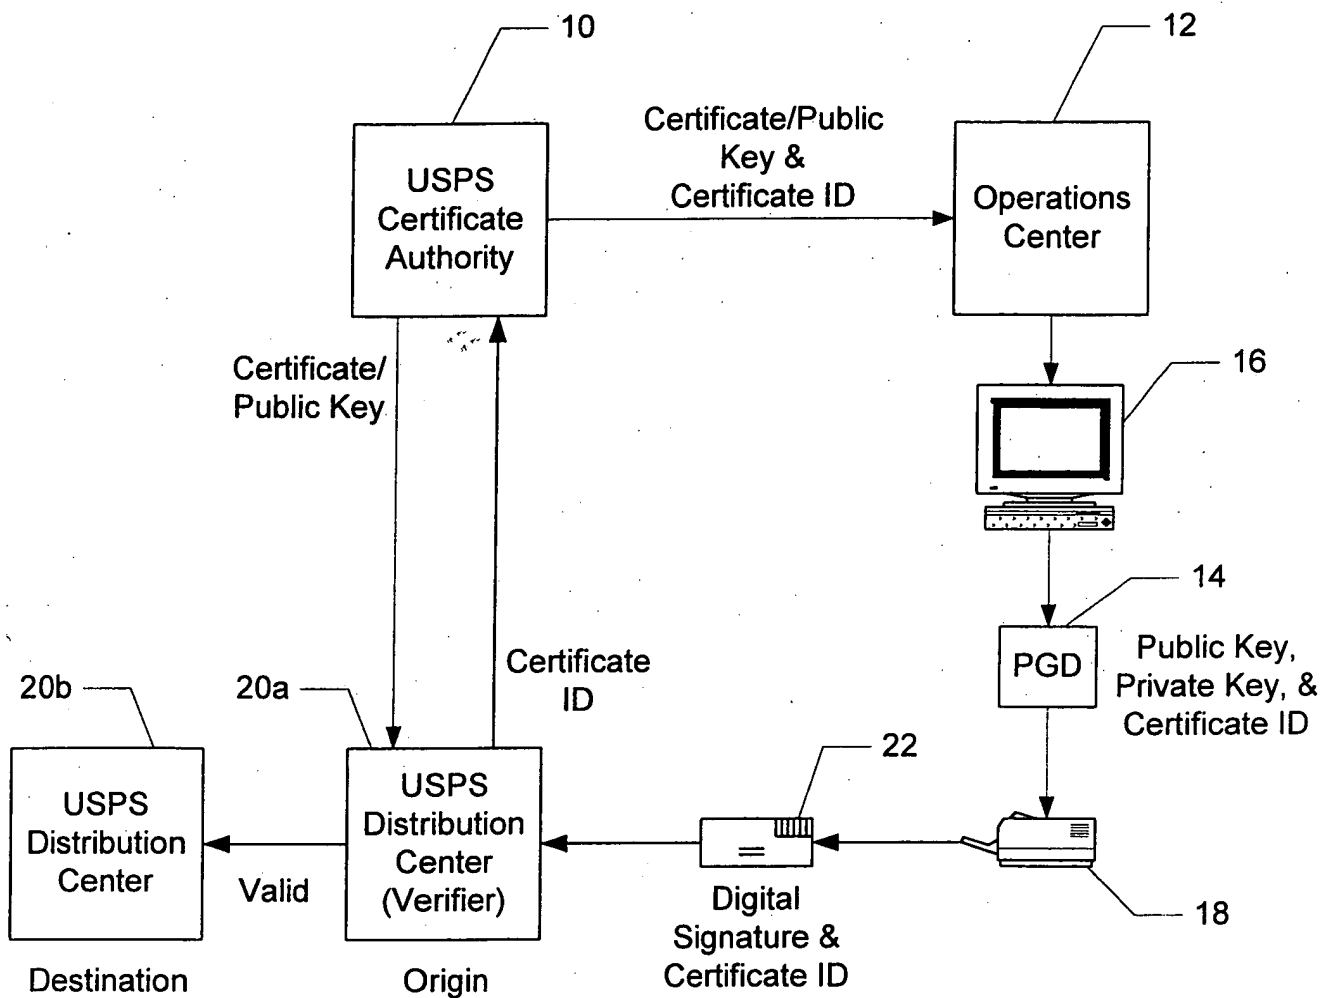 10
12
Certificate/Public
Key &
Certificate ID
USPS
Certificate
Authority
Operations
Center
Certificate/
Public Key
16
14
PGD
Public Key,
Private Key, &
Certificate ID
Certificate
ID
20b
20a
22
USPS
Distribution
Center
USPS
Distribution
Center
(Verifier)
Valid
18
Digital
Signature &
Certificate ID
Destination
Origin